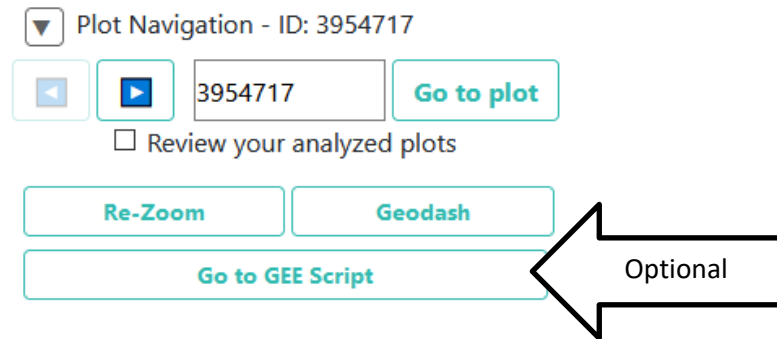 Plot Navigation - ID: 3954717
3954717 Go to plot
Review your analyzed plots
Re-Zoom Geodash
Go to GEE Script
Optional